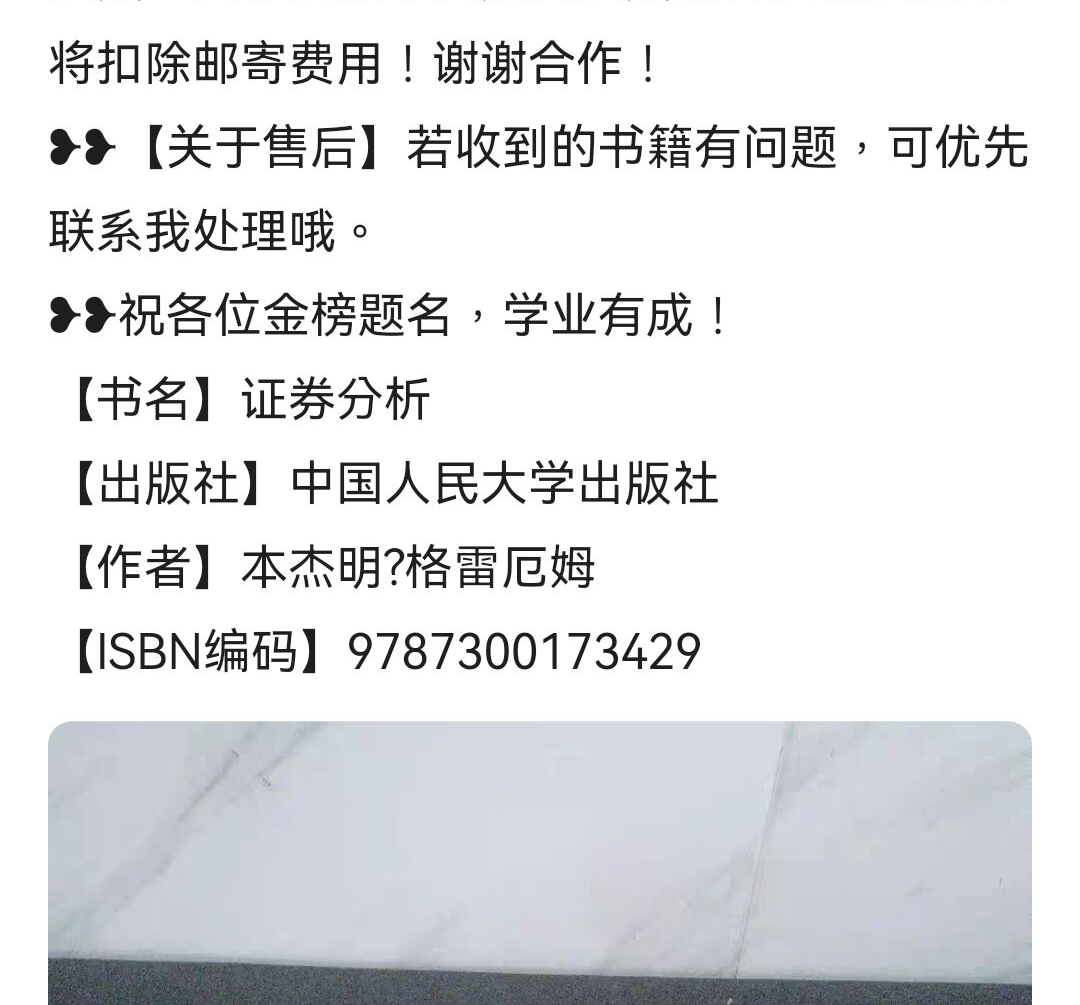 将扣除邮寄费用！谢谢合作！
❥❥【关于售后】若收到的书籍有问题，可优先
联系我处理哦。
❥❥祝各位金榜题名，学业有成！
【书名】证券分析
【出版社】中国人民大学出版社
【作者】本杰明?格雷厄姆
【ISBN编码】9787300173429